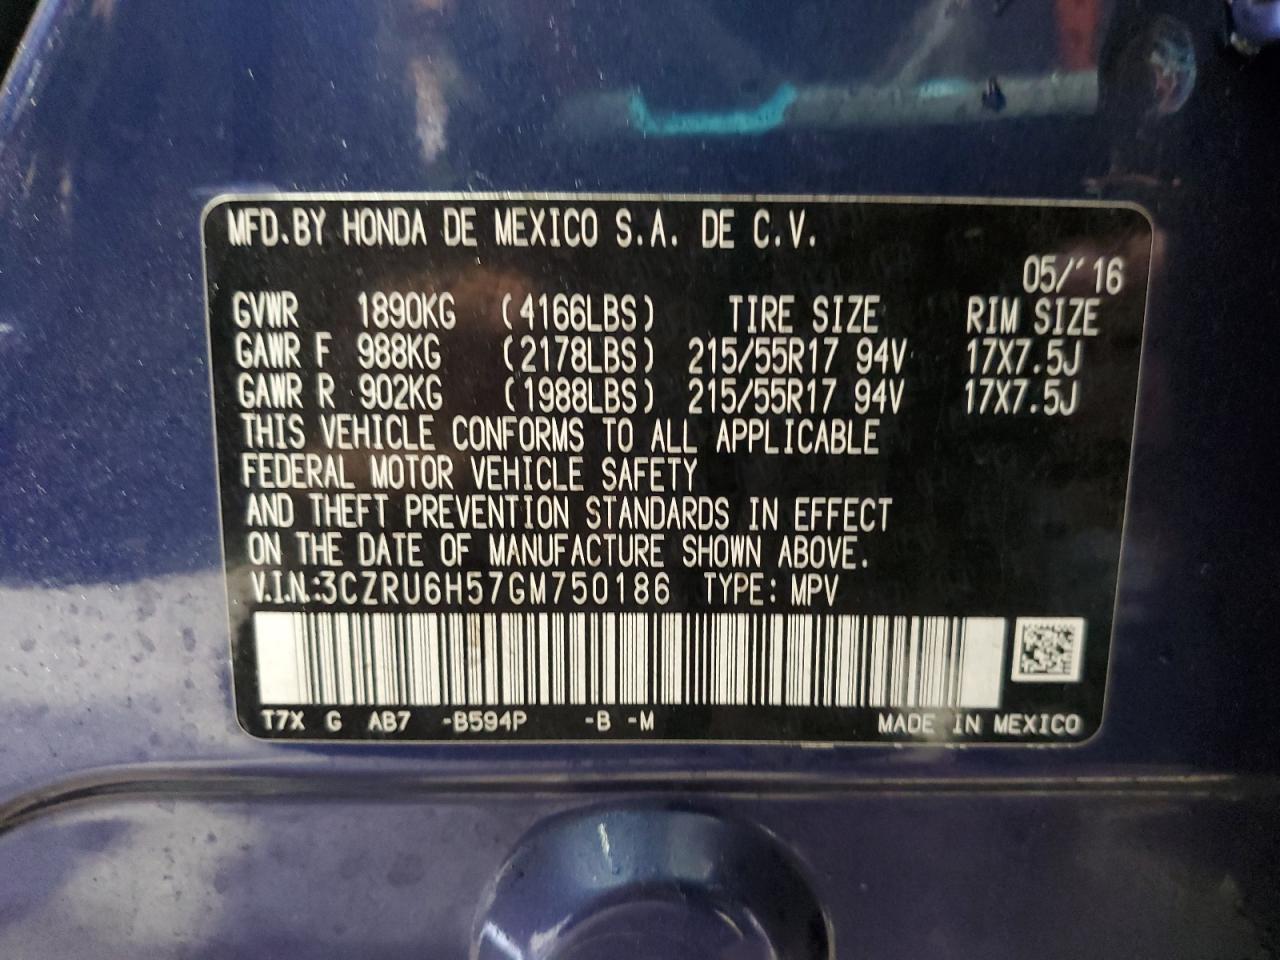 MFD.BY HONDA DE MEXICO S.A. DE C.V.
05/'16
GVWR 1890KG (4166LBS) TIRE SIZE RIM SIZE
GAWR F 988KG (2178LBS) 215/55R17 94V 17X7.5J
GAWR R 902KG (1988LBS) 215/55R17 94V 17X7.5J
THIS VEHICLE CONFORMS TO ALL APPLICABLE
FEDERAL MOTOR VEHICLE SAFETY
AND THEFT PREVENTION STANDARDS IN EFFECT
ON THE DATE OF MANUFACTURE SHOWN ABOVE.
V.I.N.:3CZRU6H57GM750186 TYPE: MPV
T7X G AB7 -B594P -B -M MADE IN MEXICO